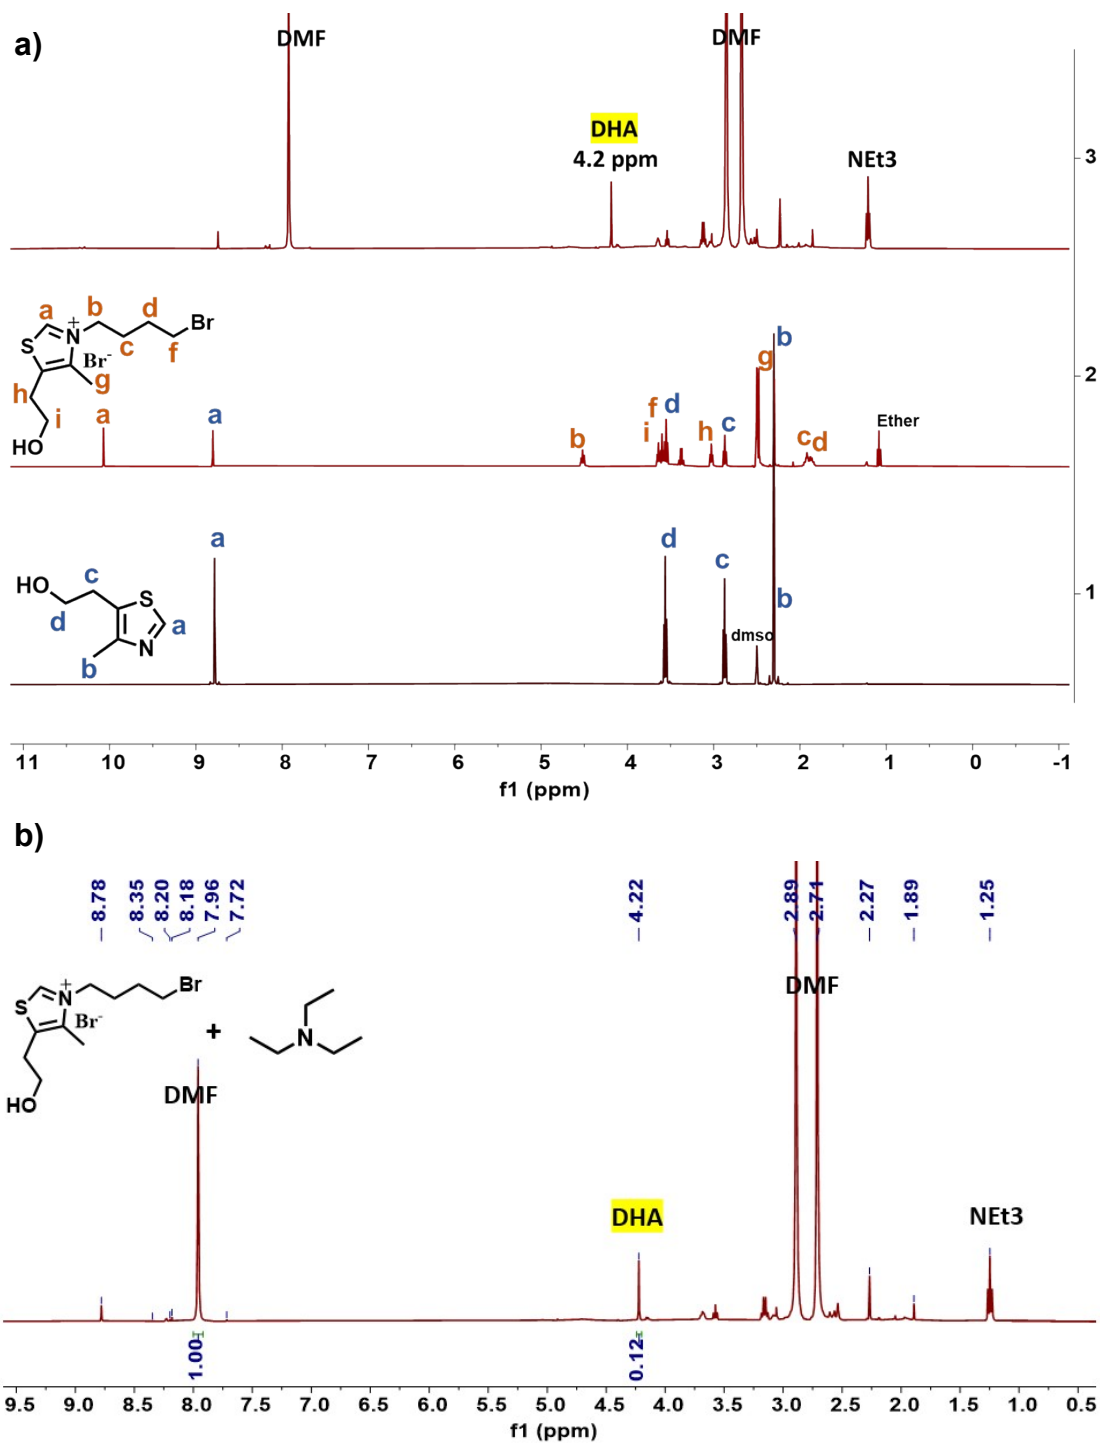 a)
DMF
DMF
DHA
4.2 ppm
NEt3
3
a
b
d
Br
N
+
S
Br-
c
f
g
h
i
HO
a
a
b
f
d
i
h
c
g
b
c
d
Ether
2
HO
c
S
d
a
N
b
a
d
c
dmso
b
1
11 10 9 8 7 6 5 4 3 2 1 0 -1
f1 (ppm)
b)
8.78
8.35
8.20
8.18
7.96
7.72
4.22
2.89
2.71
2.27
1.89
1.25
Br
+
N
S
Br-
HO
+
N
DMF
DMF
DHA
NEt3
1.00
0.12
9.5 9.0 8.5 8.0 7.5 7.0 6.5 6.0 5.5 5.0 4.5 4.0 3.5 3.0 2.5 2.0 1.5 1.0 0.5
f1 (ppm)